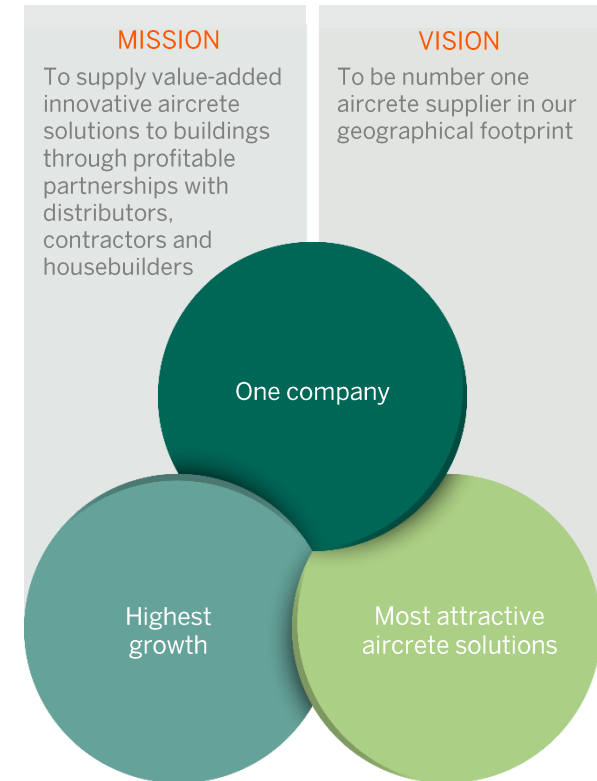 MISSION
To supply value-added
innovative aircrete
solutions to buildings
through profitable
partnerships with
distributors,
contractors and
housebuilders
VISION
To be number one
aircrete supplier in our
geographical footprint
One company
Highest
growth
Most attractive
aircrete solutions